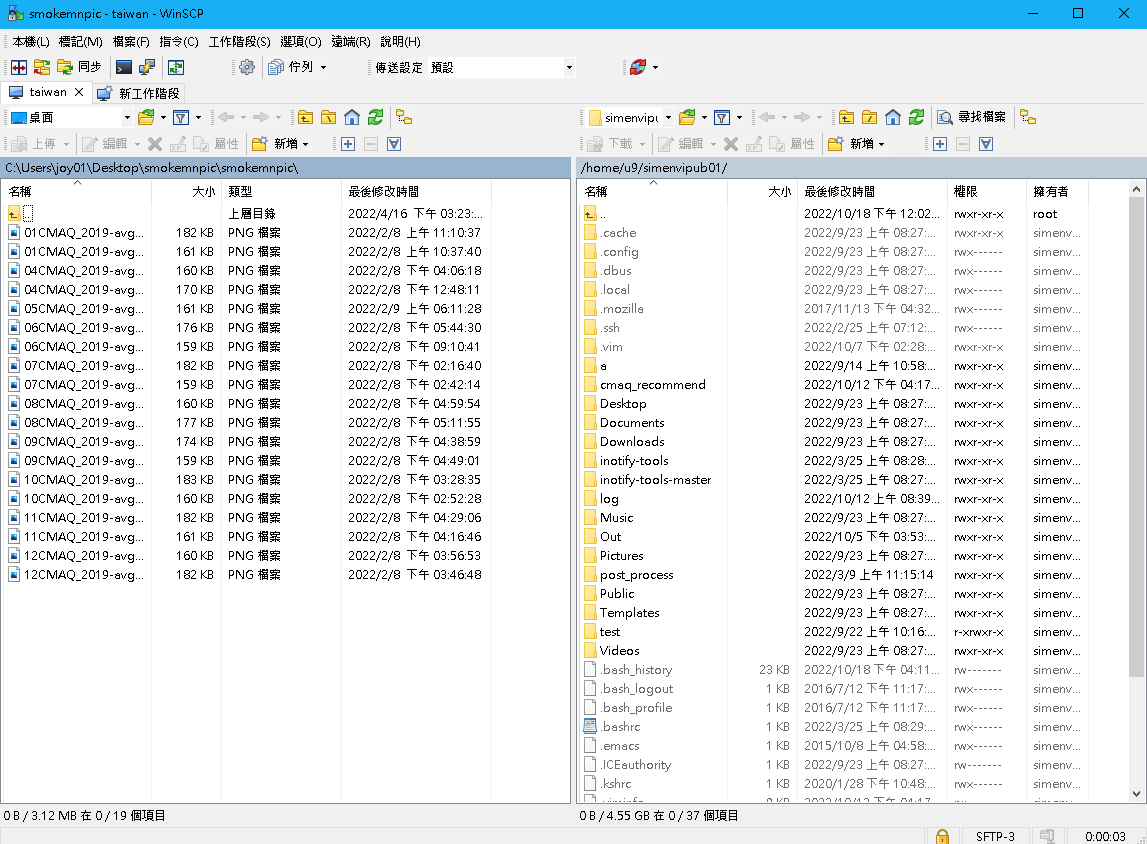 smokemnpic - taiwan - WinSCP
本機(L) 標記(M) 檔案(F) 指令(C) 工作階段(S) 選項(O) 遠端(R) 說明(H)
同步 佇列 傳送設定 預設
taiwan 新工作階段
桌面 simenvipu 尋找檔案
上傳 編輯 屬性 新增 下載 編輯 屬性 新增
C:\Users\joy01\Desktop\smokemnpic\smokemnpic\
名稱 大小 類型 最後修改時間
.. 上層目錄 2022/4/16 下午 03:23:...
01CMAQ_2019-avg... 182 KB PNG 檔案 2022/2/8 上午 11:10:37
01CMAQ_2019-avg... 161 KB PNG 檔案 2022/2/8 上午 10:37:40
04CMAQ_2019-avg... 160 KB PNG 檔案 2022/2/8 下午 04:06:18
04CMAQ_2019-avg... 170 KB PNG 檔案 2022/2/8 下午 12:48:11
05CMAQ_2019-avg... 161 KB PNG 檔案 2022/2/9 上午 06:11:28
06CMAQ_2019-avg... 176 KB PNG 檔案 2022/2/8 下午 05:44:30
06CMAQ_2019-avg... 159 KB PNG 檔案 2022/2/8 下午 09:10:41
07CMAQ_2019-avg... 182 KB PNG 檔案 2022/2/8 下午 02:16:40
07CMAQ_2019-avg... 159 KB PNG 檔案 2022/2/8 下午 02:42:14
08CMAQ_2019-avg... 160 KB PNG 檔案 2022/2/8 下午 04:59:54
08CMAQ_2019-avg... 177 KB PNG 檔案 2022/2/8 下午 05:11:55
09CMAQ_2019-avg... 174 KB PNG 檔案 2022/2/8 下午 04:38:59
09CMAQ_2019-avg... 159 KB PNG 檔案 2022/2/8 下午 04:49:01
10CMAQ_2019-avg... 183 KB PNG 檔案 2022/2/8 下午 03:28:35
10CMAQ_2019-avg... 160 KB PNG 檔案 2022/2/8 下午 02:52:28
11CMAQ_2019-avg... 182 KB PNG 檔案 2022/2/8 下午 04:29:06
11CMAQ_2019-avg... 161 KB PNG 檔案 2022/2/8 下午 04:16:46
12CMAQ_2019-avg... 160 KB PNG 檔案 2022/2/8 下午 03:56:53
12CMAQ_2019-avg... 182 KB PNG 檔案 2022/2/8 下午 03:46:48
0 B / 3.12 MB 在 0 / 19 個項目
/home/u9/simenvipub01/
名稱 大小 最後修改時間 權限 擁有者
.. 2022/10/18 下午 12:02... rwxr-xr-x root
.cache 2022/9/23 上午 08:27:... rwxr-xr-x simenv...
.config 2022/9/23 上午 08:27:... rwx------ simenv...
.dbus 2022/9/23 上午 08:27:... rwxr-xr-x simenv...
.local 2022/9/23 上午 08:27:... rwx------ simenv...
.mozilla 2017/11/13 下午 04:32... rwx------ simenv...
.ssh 2022/2/25 上午 07:12:... rwx------ simenv...
.vim 2022/10/7 下午 02:28:... rwxr-xr-x simenv...
a 2022/9/14 上午 10:58:... rwxr-xr-x simenv...
cmaq_recommend 2022/10/12 下午 04:17... rwxr-xr-x simenv...
Desktop 2022/9/23 上午 08:27:... rwxr-xr-x simenv...
Documents 2022/9/23 上午 08:27:... rwxr-xr-x simenv...
Downloads 2022/9/23 上午 08:27:... rwxr-xr-x simenv...
inotify-tools 2022/3/25 上午 08:28:... rwxr-xr-x simenv...
inotify-tools-master 2022/3/25 上午 08:27:... rwxr-xr-x simenv...
log 2022/10/12 上午 08:39... rwxr-xr-x simenv...
Music 2022/9/23 上午 08:27:... rwxr-xr-x simenv...
Out 2022/10/5 下午 03:53:... rwxr-xr-x simenv...
Pictures 2022/9/23 上午 08:27:... rwxr-xr-x simenv...
post_process 2022/3/9 上午 11:15:14 rwxr-xr-x simenv...
Public 2022/9/23 上午 08:27:... rwxr-xr-x simenv...
Templates 2022/9/23 上午 08:27:... rwxr-xr-x simenv...
test 2022/9/22 上午 10:16:... r-xrwxr-x simenv...
Videos 2022/9/23 上午 08:27:... rwxr-xr-x simenv...
.bash_history 23 KB 2022/10/18 下午 04:11... rw------- simenv...
.bash_logout 1 KB 2016/7/12 下午 11:17:... rwx------ simenv...
.bash_profile 1 KB 2016/7/12 下午 11:17:... rwx------ simenv...
.bashrc 1 KB 2022/3/25 上午 08:29:... rwx------ simenv...
.emacs 1 KB 2015/10/8 上午 04:58:... rwx------ simenv...
.ICEauthority 1 KB 2022/9/23 上午 08:27:... rw------- simenv...
.kshrc 1 KB 2020/1/28 下午 10:48:... rwx------ simenv...
0 B / 4.55 GB 在 0 / 37 個項目
SFTP-3 0:00:03